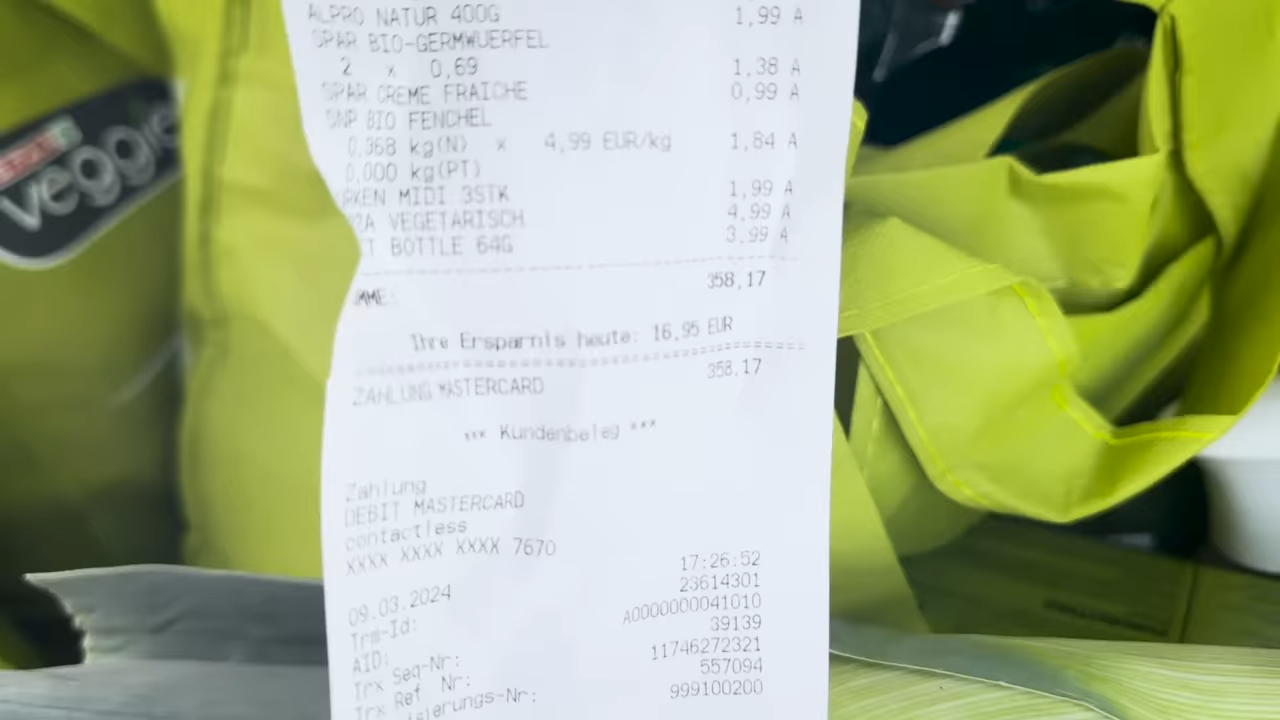 ALPRO NATUR 400G 1,99 A
SPAR BIO-GERMWUERFEL
2 x 0,69 1,38 A
SPAR CREME FRAICHE 0,99 A
SNP BIO FENCHEL
0,368 kg(N) x 4,99 EUR/kg 1,84 A
0,000 kg(PT)
RKEN MIDI 3STK 1,99 A
ZA VEGETARISCH 4,99 A
T BOTTLE 64G 3,99 A
MME: 358,17
Ihre Ersparnis heute: 16,95 EUR
ZAHLUNG MASTERCARD 358,17
*** Kundenbeleg ***
Zahlung
DEBIT MASTERCARD
contactless
XXXX XXXX XXXX 7670
09.03.2024 17:26:52
Trm-Id: 23614301
AID: A0000000041010
Trx Seq-Nr: 39139
Trx Ref. Nr: 11746272321
isierungs-Nr: 557094
999100200
veggie